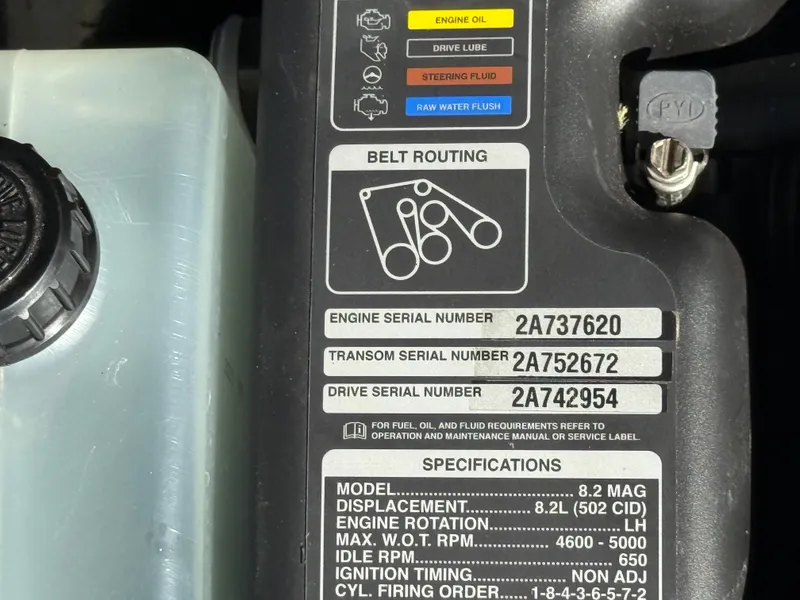 ENGINE OIL
DRIVE LUBE
STEERING FLUID
RAW WATER FLUSH
PYI
BELT ROUTING
ENGINE SERIAL NUMBER 2A737620
TRANSOM SERIAL NUMBER 2A752672
DRIVE SERIAL NUMBER 2A742954
FOR FUEL, OIL, AND FLUID REQUIREMENTS REFER TO
OPERATION AND MAINTENANCE MANUAL OR SERVICE LABEL.
SPECIFICATIONS
MODEL................................ 8.2 MAG
DISPLACEMENT............ 8.2L (502 CID)
ENGINE ROTATION....................... LH
MAX. W.O.T. RPM.............. 4600 - 5000
IDLE RPM....................................... 650
IGNITION TIMING................. NON ADJ
CYL. FIRING ORDER..... 1-8-4-3-6-5-7-2